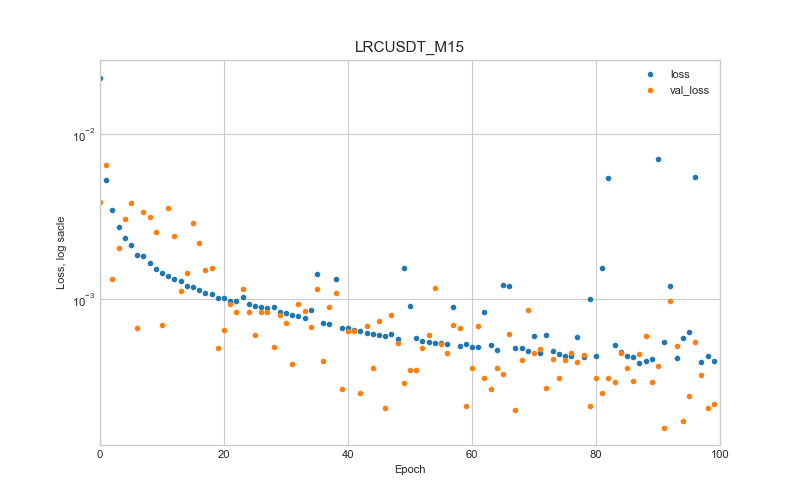 LRCUSDT_M15
loss
val_loss
10⁻²
10⁻³
Loss, log sacle
0 20 40 60 80 100
Epoch